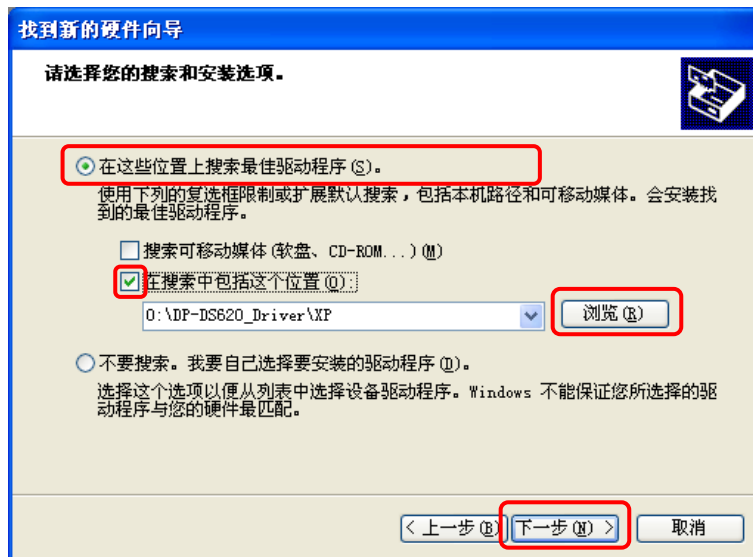 找到新的硬件向导
请选择您的搜索和安装选项。
在这些位置上搜索最佳驱动程序(S)。
使用下列的复选框限制或扩展默认搜索，包括本机路径和可移动媒体。会安装找
到的最佳驱动程序。
搜索可移动媒体(软盘、CD-ROM...)(M)
在搜索中包括这个位置(O):
O:\DP-DS620_Driver\XP
浏览(R)
不要搜索。我要自己选择要安装的驱动程序(D)。
选择这个选项以便从列表中选择设备驱动程序。Windows 不能保证您所选择的驱
动程序与您的硬件最匹配。
< 上一步(B) 下一步(N) > 取消